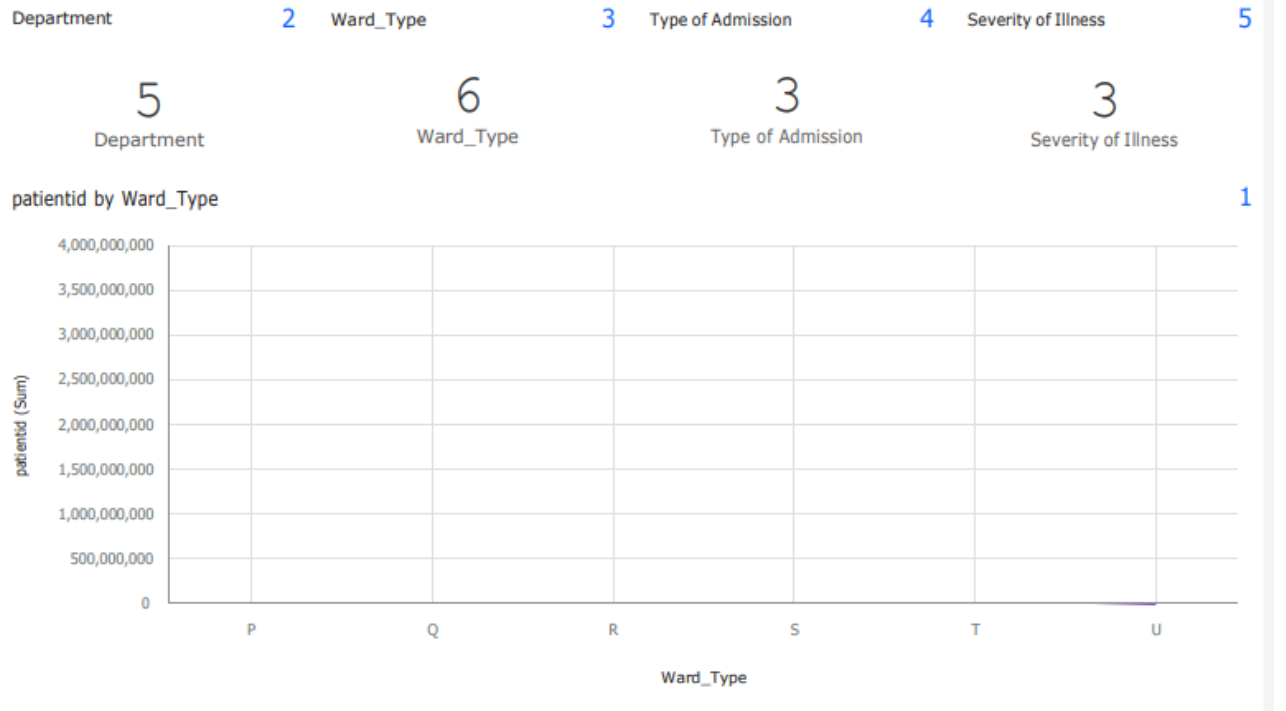 Department 2 Ward_Type 3 Type of Admission 4 Severity of Illness 5
5 6 3 3
Department Ward_Type Type of Admission Severity of Illness
patientid by Ward_Type 1
4,000,000,000
3,500,000,000
3,000,000,000
2,500,000,000
2,000,000,000
1,500,000,000
1,000,000,000
500,000,000
0
patientid (Sum)
P Q R S T U
Ward_Type